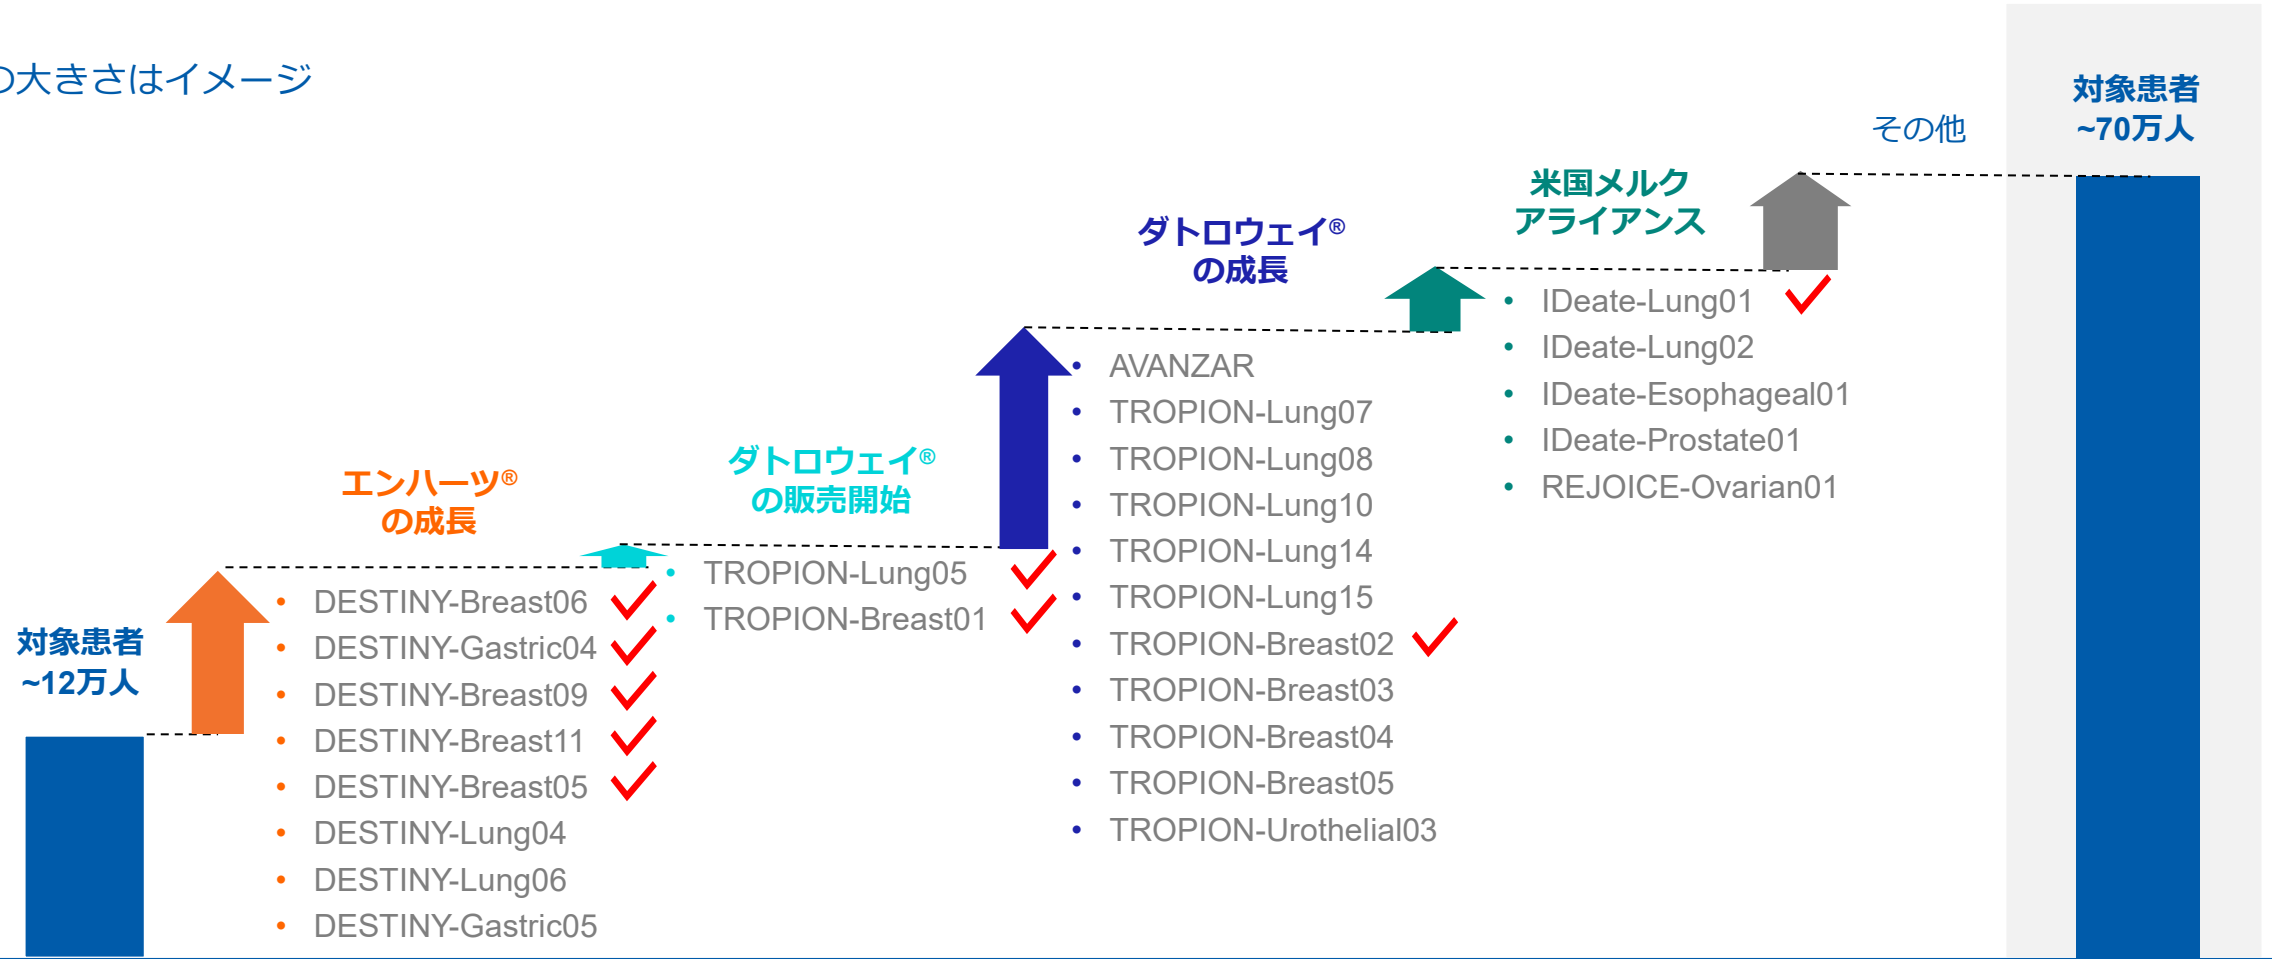 の大きさはイメージ
対象患者
~12万人
エンハーツ®
の成長
• DESTINY-Breast06
• DESTINY-Gastric04
• DESTINY-Breast09
• DESTINY-Breast11
• DESTINY-Breast05
• DESTINY-Lung04
• DESTINY-Lung06
• DESTINY-Gastric05
ダトロウェイ®
の販売開始
• TROPION-Lung05
• TROPION-Breast01
ダトロウェイ®
の成長
• AVANZAR
• TROPION-Lung07
• TROPION-Lung08
• TROPION-Lung10
• TROPION-Lung14
• TROPION-Lung15
• TROPION-Breast02
• TROPION-Breast03
• TROPION-Breast04
• TROPION-Breast05
• TROPION-Urothelial03
米国メルク
アライアンス
• IDeate-Lung01
• IDeate-Lung02
• IDeate-Esophageal01
• IDeate-Prostate01
• REJOICE-Ovarian01
その他
対象患者
~70万人